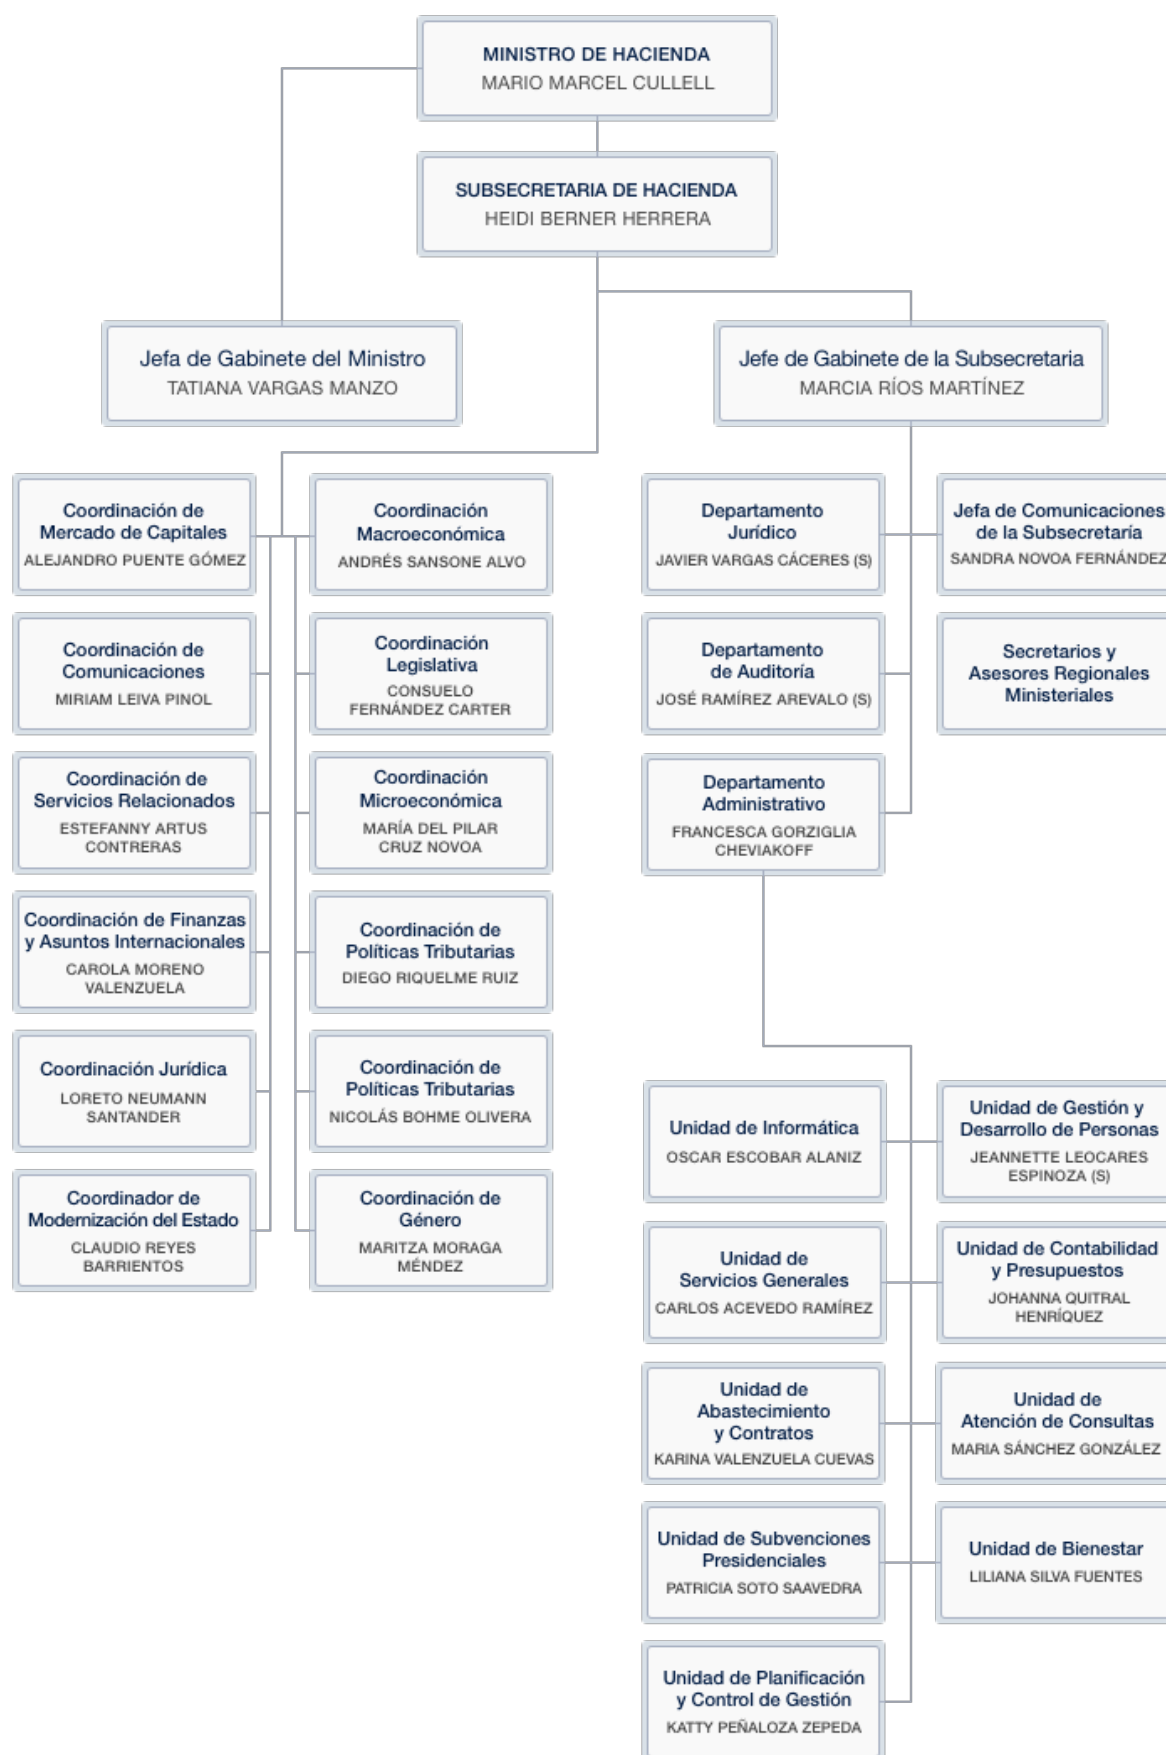 MINISTRO DE HACIENDA
MARIO MARCEL CULLELL
SUBSECRETARIA DE HACIENDA
HEIDI BERNER HERRERA
Jefa de Gabinete del Ministro
TATIANA VARGAS MANZO
Jefe de Gabinete de la Subsecretaria
MARCIA RÍOS MARTÍNEZ
Coordinación de
Mercado de Capitales
ALEJANDRO PUENTE GÓMEZ
Coordinación
Macroeconómica
ANDRÉS SANSONE ALVO
Coordinación de
Comunicaciones
MIRIAM LEIVA PINOL
Coordinación
Legislativa
CONSUELO
FERNÁNDEZ CARTER
Coordinación de
Servicios Relacionados
ESTEFANNY ARTUS
CONTRERAS
Coordinación
Microeconómica
MARÍA DEL PILAR
CRUZ NOVOA
Coordinación de Finanzas
y Asuntos Internacionales
CAROLA MORENO
VALENZUELA
Coordinación de
Políticas Tributarias
DIEGO RIQUELME RUIZ
Coordinación Jurídica
LORETO NEUMANN
SANTANDER
Coordinación de
Políticas Tributarias
NICOLÁS BOHME OLIVERA
Coordinador de
Modernización del Estado
CLAUDIO REYES
BARRIENTOS
Coordinación de
Género
MARITZA MORAGA
MÉNDEZ
Departamento
Jurídico
JAVIER VARGAS CÁCERES (S)
Jefa de Comunicaciones
de la Subsecretaría
SANDRA NOVOA FERNÁNDEZ
Departamento
de Auditoría
JOSÉ RAMÍREZ AREVALO (S)
Secretarios y
Asesores Regionales
Ministeriales
Departamento
Administrativo
FRANCESCA GORZIGLIA
CHEVIAKOFF
Unidad de Informática
OSCAR ESCOBAR ALANIZ
Unidad de Gestión y
Desarrollo de Personas
JEANNETTE LEOCARES
ESPINOZA (S)
Unidad de
Servicios Generales
CARLOS ACEVEDO RAMÍREZ
Unidad de Contabilidad
y Presupuestos
JOHANNA QUITRAL
HENRÍQUEZ
Unidad de
Abastecimiento
y Contratos
KARINA VALENZUELA CUEVAS
Unidad de
Atención de Consultas
MARIA SÁNCHEZ GONZÁLEZ
Unidad de Subvenciones
Presidenciales
PATRICIA SOTO SAAVEDRA
Unidad de Bienestar
LILIANA SILVA FUENTES
Unidad de Planificación
y Control de Gestión
KATTY PEÑALOZA ZEPEDA